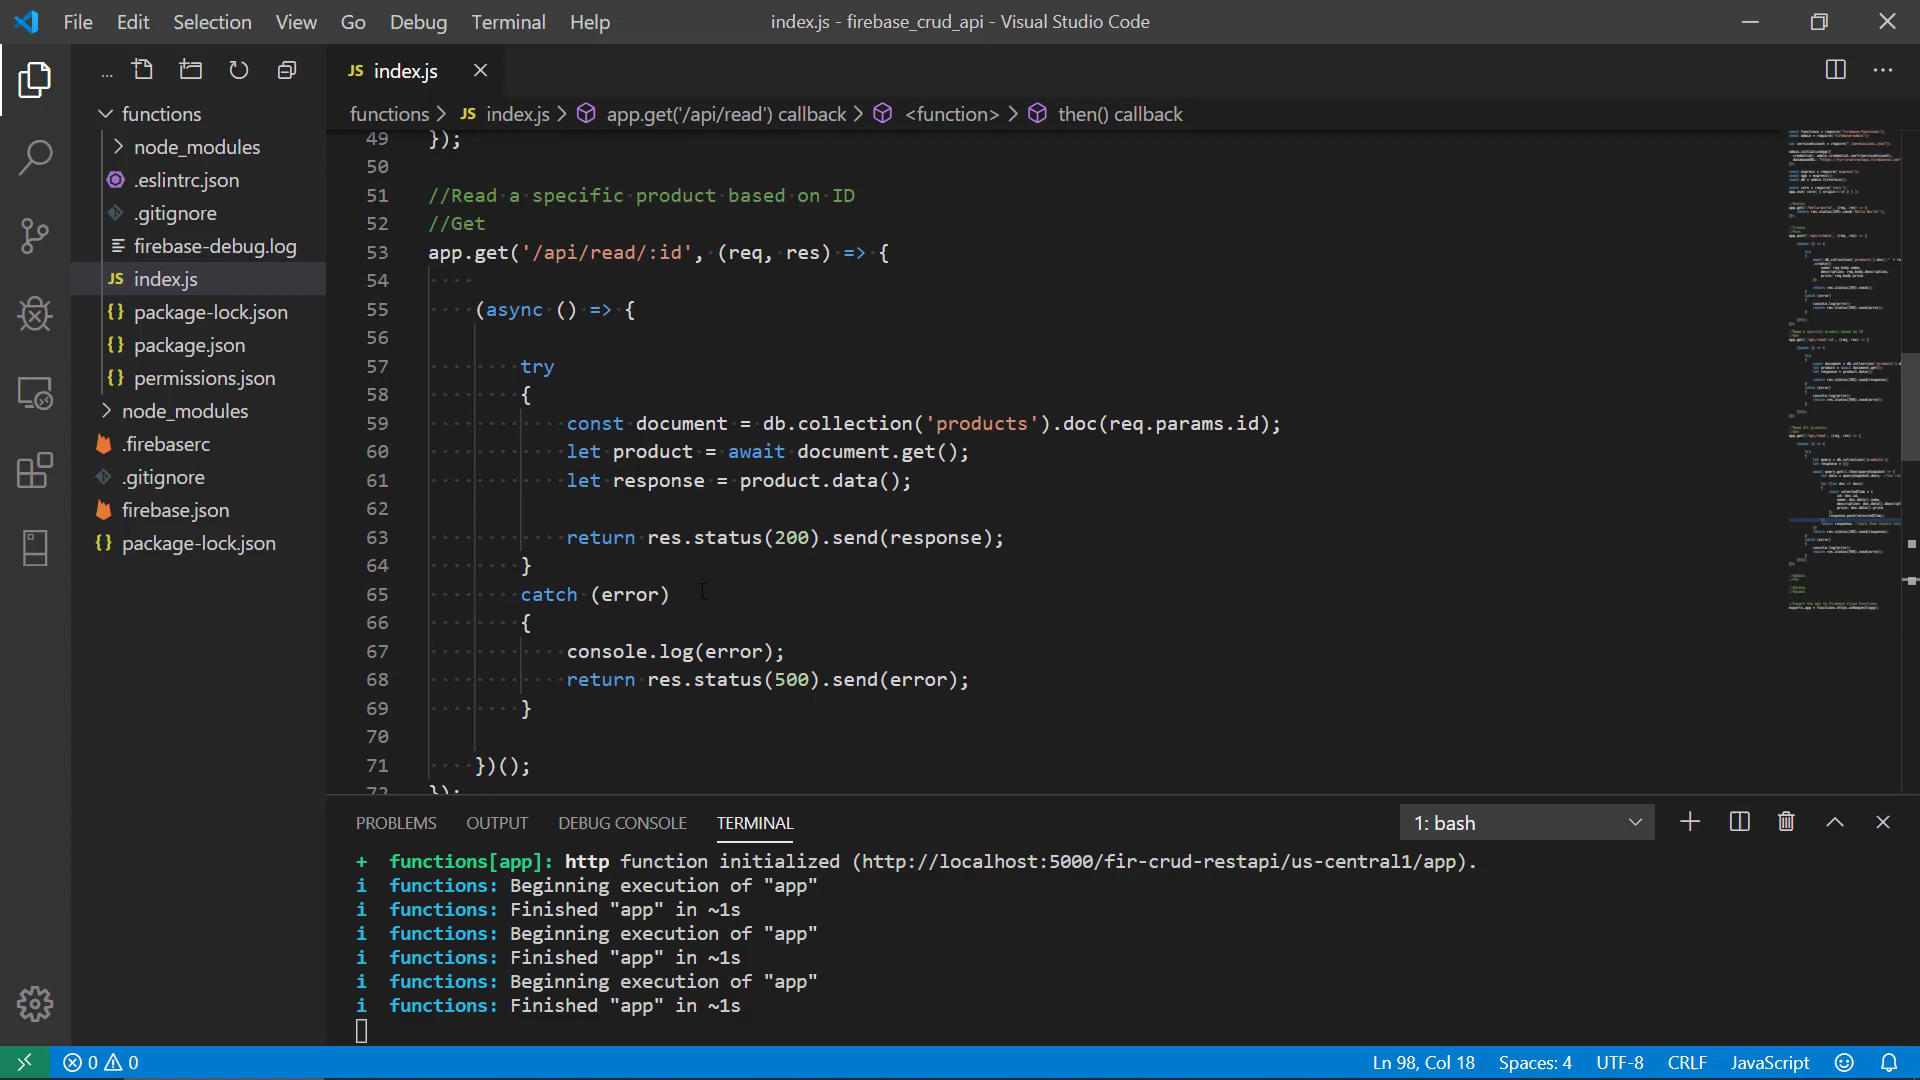 File Edit Selection View Go Debug Terminal Help
index.js - firebase_crud_api - Visual Studio Code
...
JS index.js
functions
functions > JS index.js > app.get('/api/read') callback > <function> > then() callback
node_modules
.eslintrc.json
.gitignore
firebase-debug.log
JS index.js
{} package-lock.json
{} package.json
{} permissions.json
node_modules
.firebaserc
.gitignore
firebase.json
{} package-lock.json
49 });
50
51 //Read a specific product based on ID
52 //Get
53 app.get('/api/read/:id', (req, res) => {
54
55 (async () => {
56
57 try
58 {
59 const document = db.collection('products').doc(req.params.id);
60 let product = await document.get();
61 let response = product.data();
62
63 return res.status(200).send(response);
64 }
65 catch (error)
66 {
67 console.log(error);
68 return res.status(500).send(error);
69 }
70
71 })();
72 });
PROBLEMS OUTPUT DEBUG CONSOLE TERMINAL
1: bash
+ functions[app]: http function initialized (http://localhost:5000/fir-crud-restapi/us-central1/app).
i functions: Beginning execution of "app"
i functions: Finished "app" in ~1s
i functions: Beginning execution of "app"
i functions: Finished "app" in ~1s
i functions: Beginning execution of "app"
i functions: Finished "app" in ~1s
0 0
Ln 98, Col 18 Spaces: 4 UTF-8 CRLF JavaScript